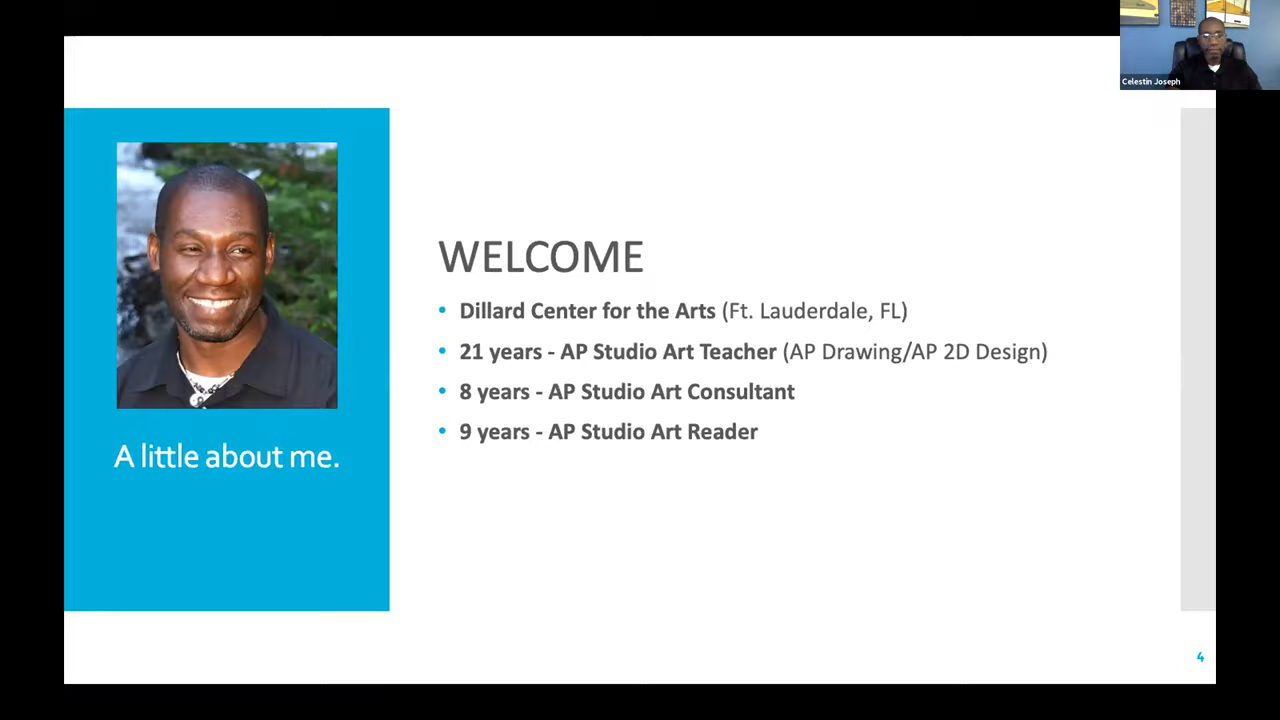 Celestin Joseph
A little about me.
WELCOME
• Dillard Center for the Arts (Ft. Lauderdale, FL)
• 21 years - AP Studio Art Teacher (AP Drawing/AP 2D Design)
• 8 years - AP Studio Art Consultant
• 9 years - AP Studio Art Reader
4